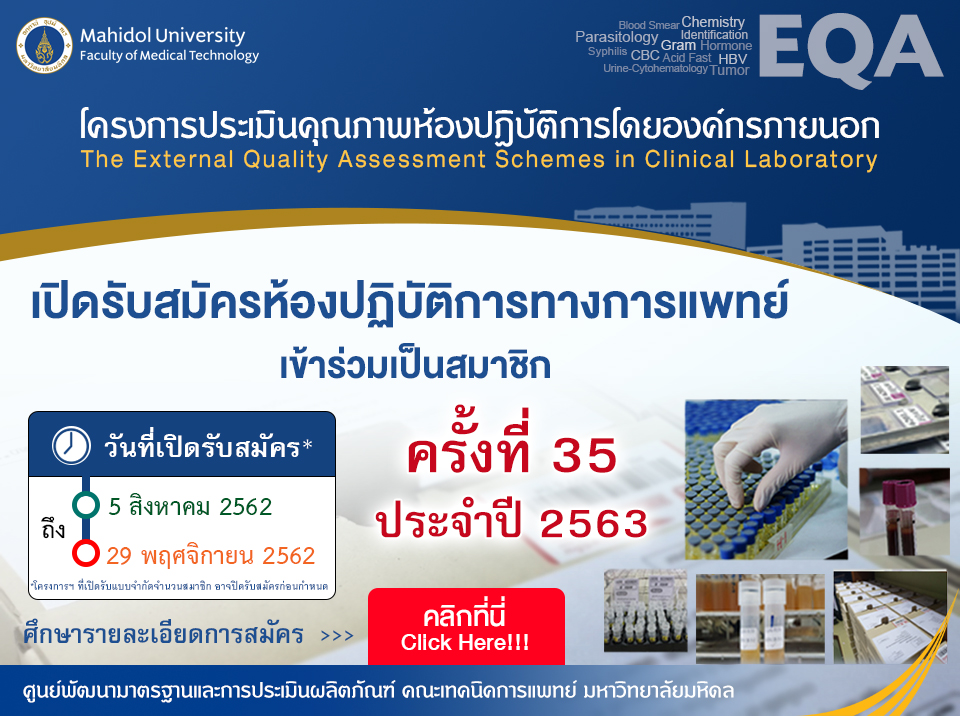 Mahidol University
Faculty of Medical Technology
Blood Smear Chemistry
Parasitology Identification
Syphilis CBC Gram Hormone
Acid Fast HBV
Urine-Cytohematology Tumor
EQA
โครงการประเมินคุณภาพห้องปฏิบัติการโดยองค์กรภายนอก
The External Quality Assessment Schemes in Clinical Laboratory
เปิดรับสมัครห้องปฏิบัติการทางการแพทย์
เข้าร่วมเป็นสมาชิก
ครั้งที่ 35
ประจำปี 2563
วันที่เปิดรับสมัคร*
5 สิงหาคม 2562
ถึง
29 พฤศจิกายน 2562
*โครงการฯ ที่เปิดรับแบบจำกัดจำนวนสมาชิก อาจปิดรับสมัครก่อนกำหนด
ศึกษารายละเอียดการสมัคร >>>
คลิกที่นี่
Click Here!!!
ศูนย์พัฒนามาตรฐานและการประเมินผลิตภัณฑ์ คณะเทคนิคการแพทย์ มหาวิทยาลัยมหิดล